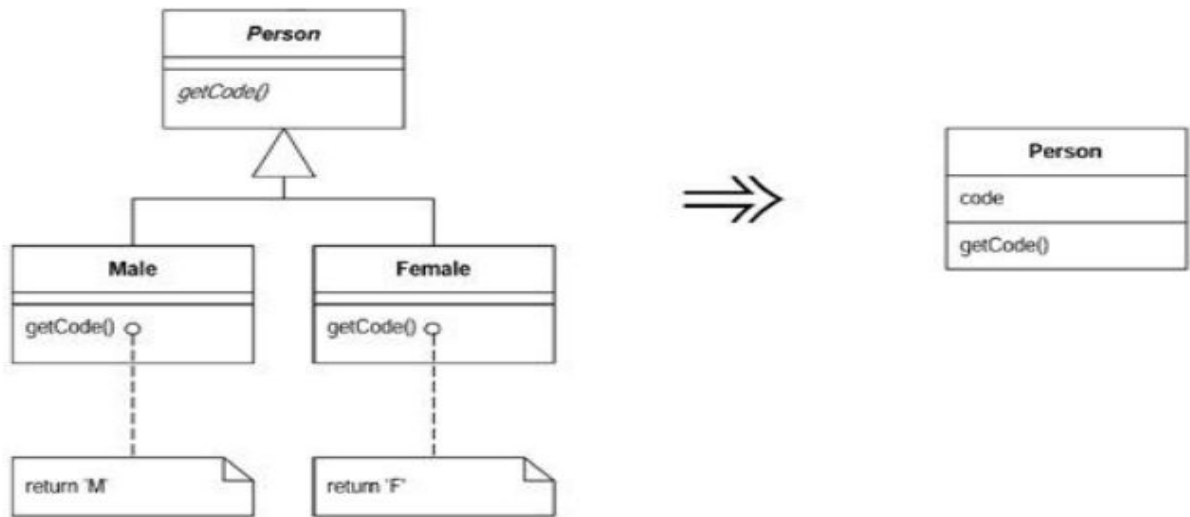 Person
getCode()
Person
code
getCode()
Male
getCode()
Female
getCode()
return 'M'
return 'F'